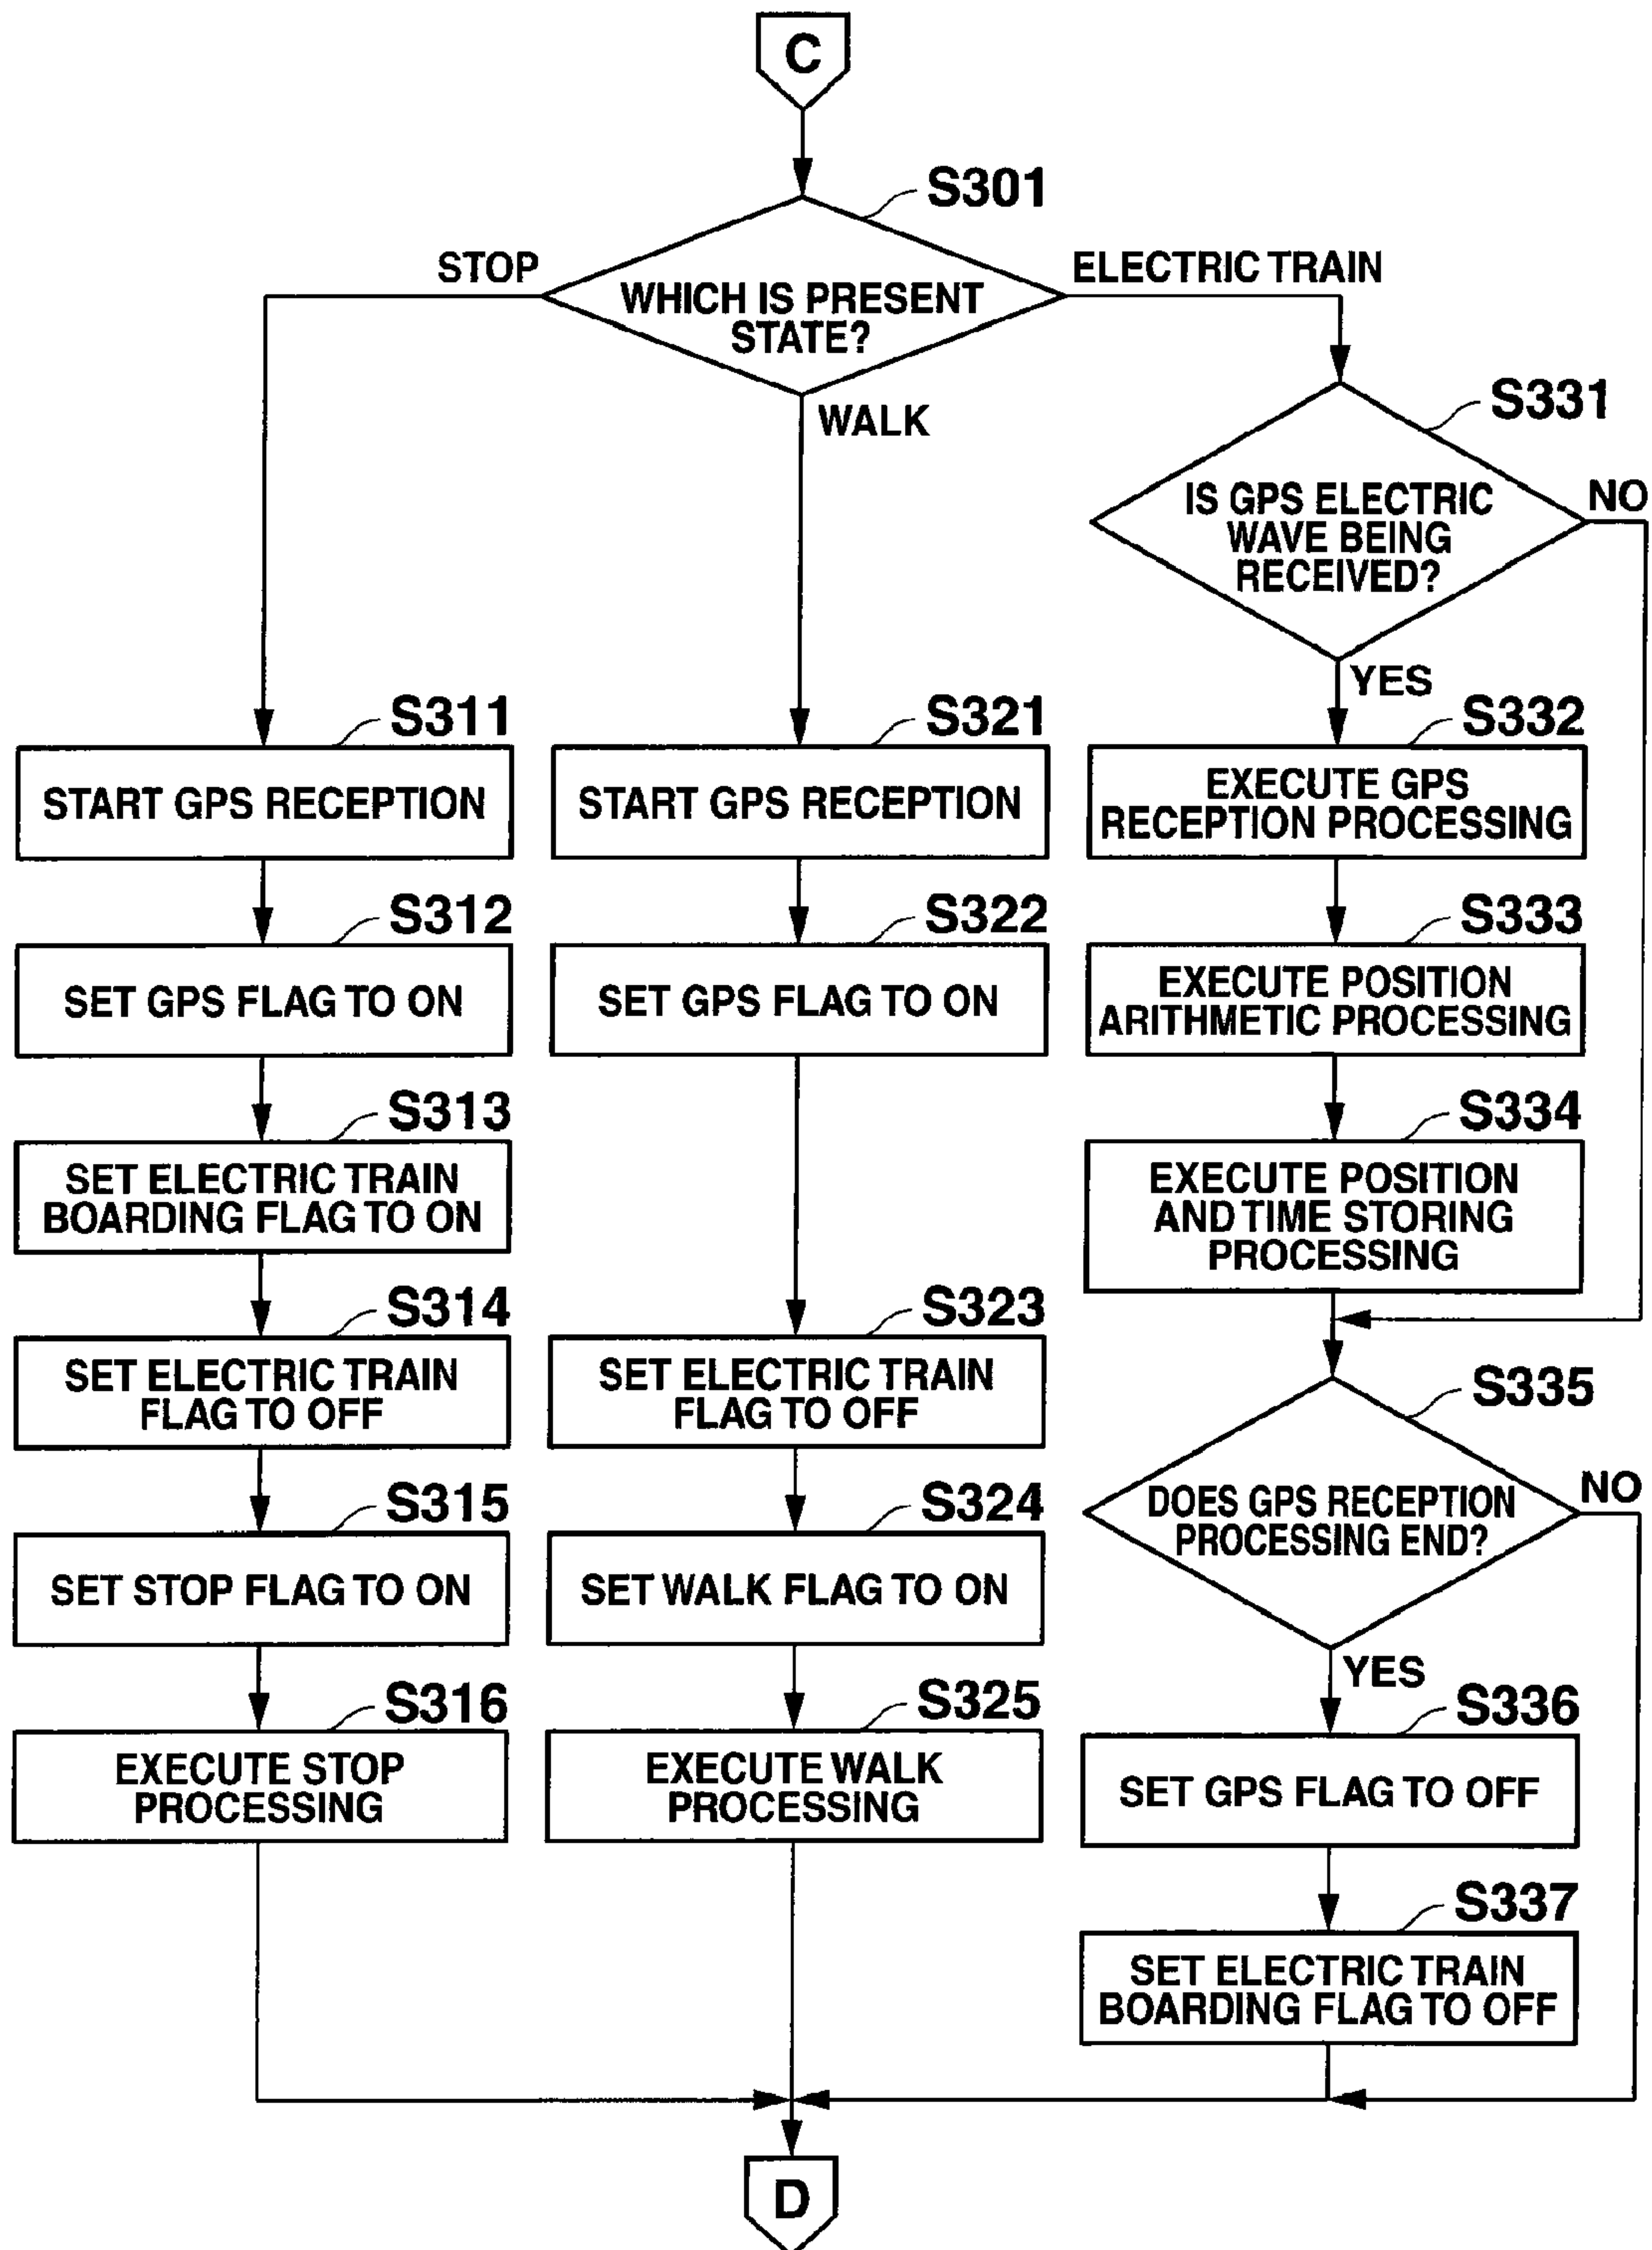 C
S301
STOP
ELECTRIC TRAIN
WHICH IS PRESENT
STATE?
WALK
S331
IS GPS ELECTRIC
WAVE BEING
RECEIVED?
NO
YES
S311
START GPS RECEPTION
S312
SET GPS FLAG TO ON
S313
SET ELECTRIC TRAIN
BOARDING FLAG TO ON
S314
SET ELECTRIC TRAIN
FLAG TO OFF
S315
SET STOP FLAG TO ON
S316
EXECUTE STOP
PROCESSING
S321
START GPS RECEPTION
S322
SET GPS FLAG TO ON
S323
SET ELECTRIC TRAIN
FLAG TO OFF
S324
SET WALK FLAG TO ON
S325
EXECUTE WALK
PROCESSING
S332
EXECUTE GPS
RECEPTION PROCESSING
S333
EXECUTE POSITION
ARITHMETIC PROCESSING
S334
EXECUTE POSITION
AND TIME STORING
PROCESSING
S335
DOES GPS RECEPTION
PROCESSING END?
NO
YES
S336
SET GPS FLAG TO OFF
S337
SET ELECTRIC TRAIN
BOARDING FLAG TO OFF
D